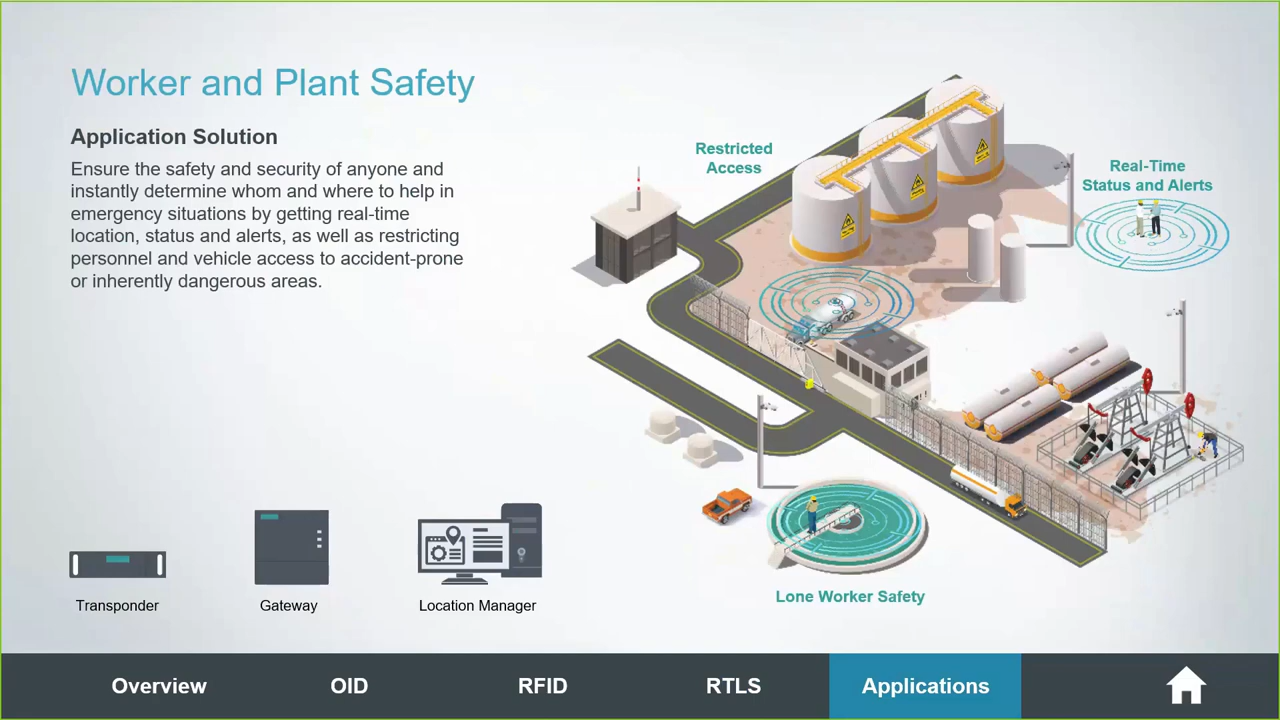 Worker and Plant Safety
Application Solution
Ensure the safety and security of anyone and
instantly determine whom and where to help in
emergency situations by getting real-time
location, status and alerts, as well as restricting
personnel and vehicle access to accident-prone
or inherently dangerous areas.
Restricted
Access
Real-Time
Status and Alerts
Lone Worker Safety
Transponder
Gateway
Location Manager
Overview
OID
RFID
RTLS
Applications